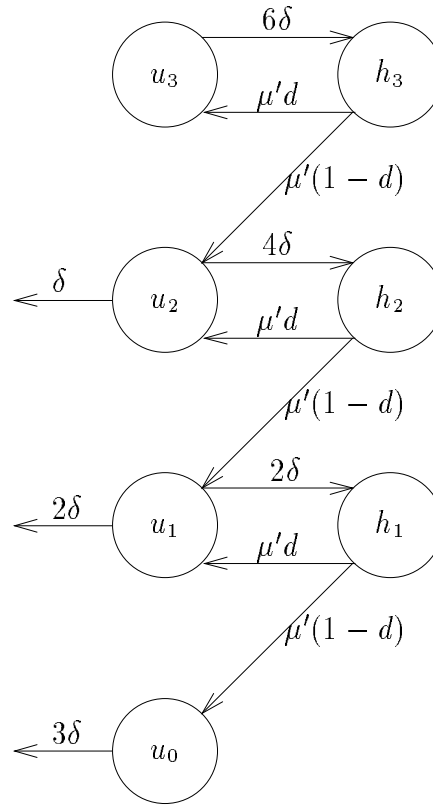 6δ
u₃ h₃
μ′d
μ′(1 − d)
4δ
δ u₂ h₂
μ′d
μ′(1 − d)
2δ
2δ u₁ h₁
μ′d
μ′(1 − d)
3δ u₀